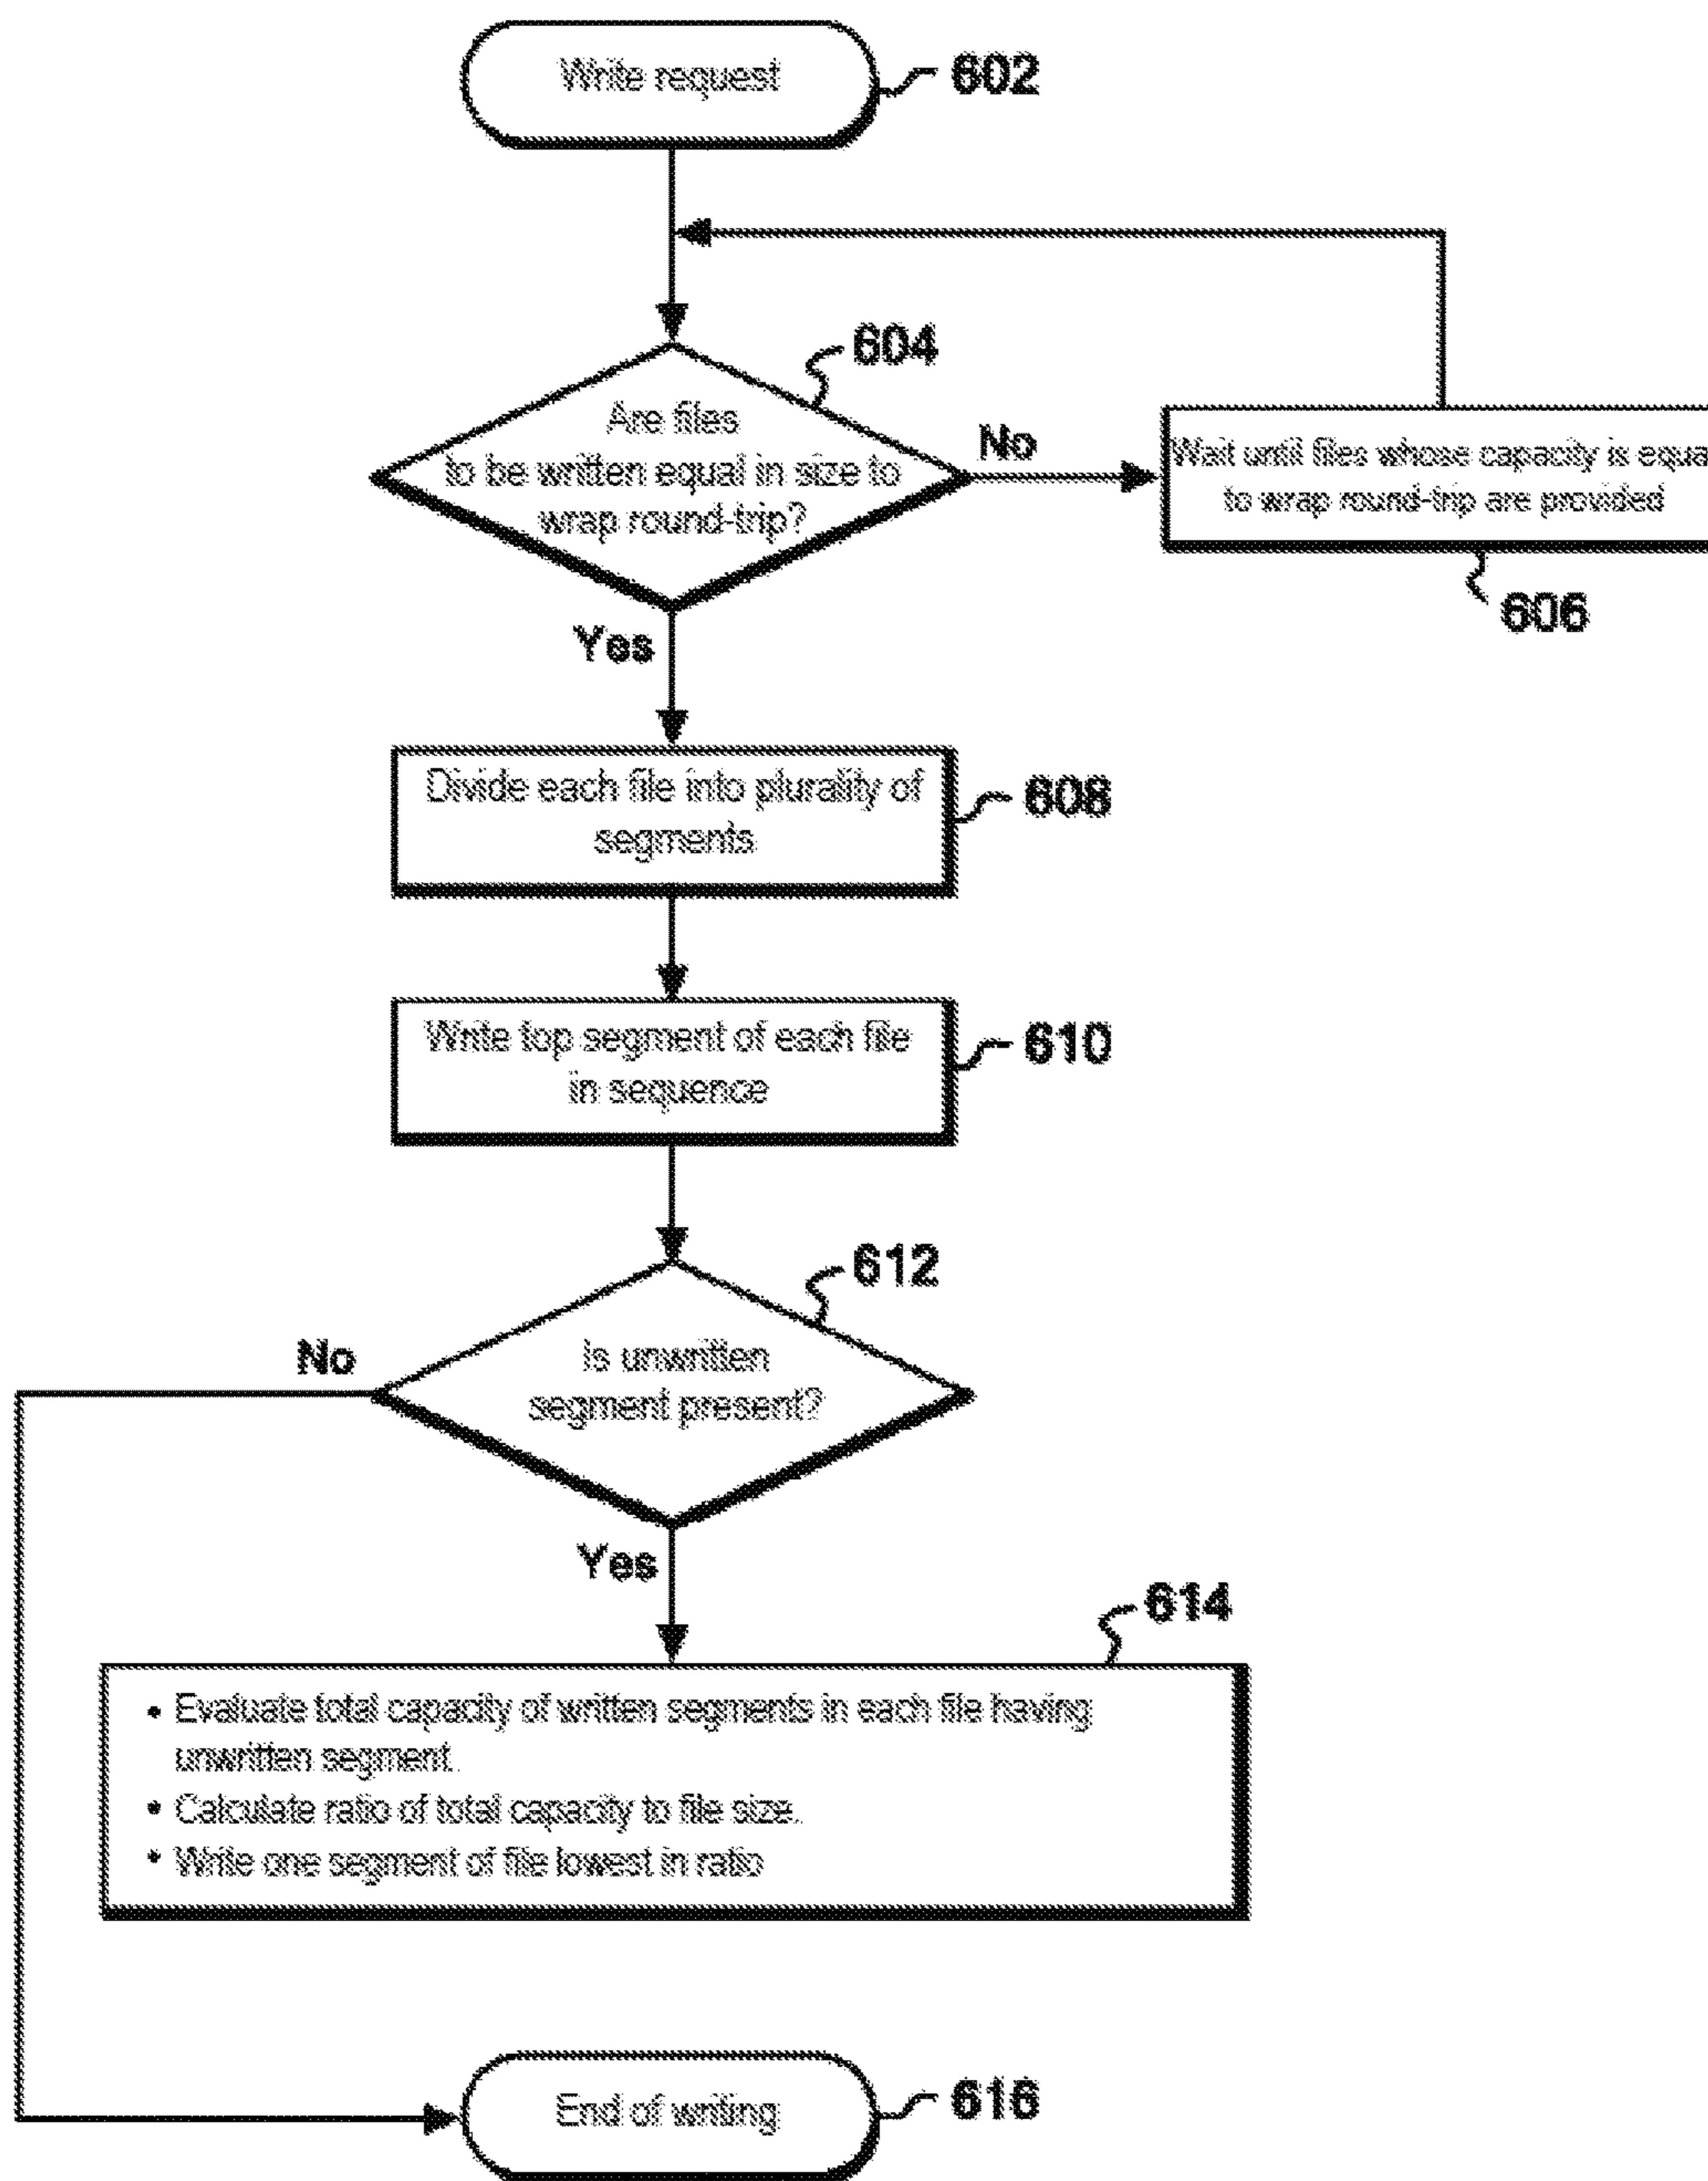 Write request
602
604
Are files
to be written equal in size to
wrap round-trip?
No
Wait until files whose capacity is equa
to wrap round-trip are provided
606
Yes
Divide each file into plurality of
segments
608
Write top segment of each file
in sequence
610
612
No
Is unwritten
segment present?
Yes
614
• Evaluate total capacity of written segments in each file having
unwritten segment.
• Calculate ratio of total capacity to file size.
• Write one segment of file lowest in ratio
End of writing
616